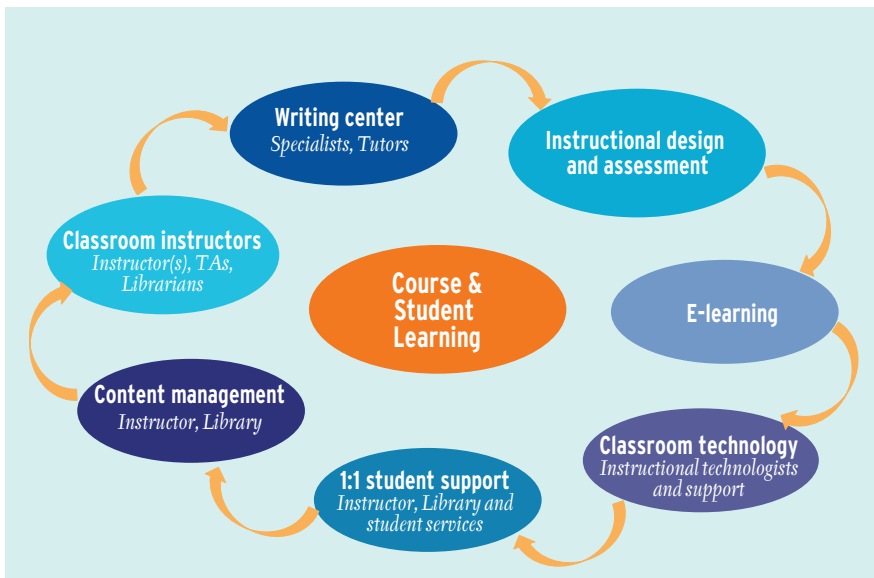 Writing center
Specialists, Tutors
Instructional design
and assessment
Classroom instructors
Instructor(s), TAs,
Librarians
Course &
Student
Learning
E-learning
Content management
Instructor, Library
Classroom technology
Instructional technologists
and support
1:1 student support
Instructor, Library and
student services